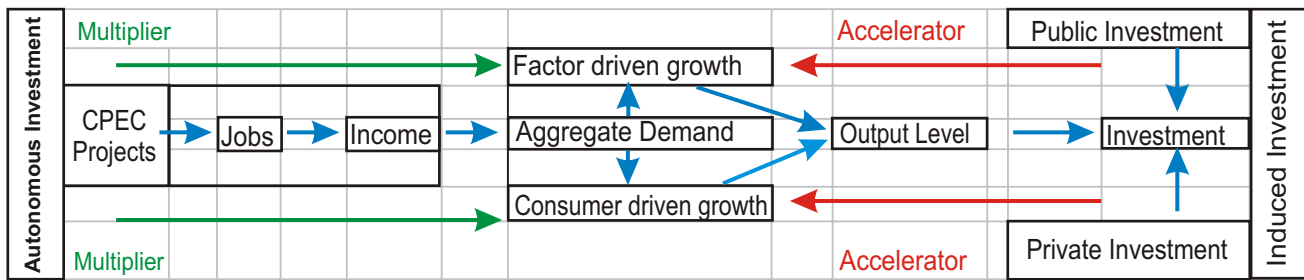 Autonomous Investment
Multiplier
Accelerator
Public Investment
Factor driven growth
CPEC
Projects
Jobs
Income
Aggregate Demand
Output Level
Investment
Consumer driven growth
Multiplier
Accelerator
Private Investment
Induced Investment